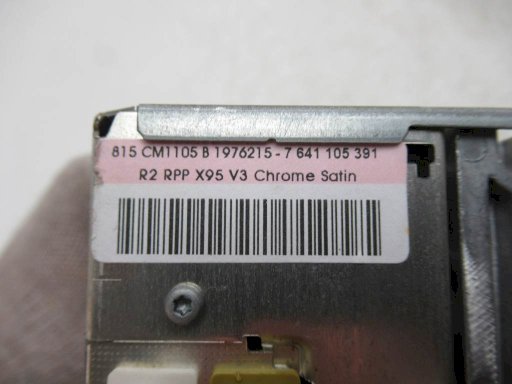 815 CM1105 B 1976215 - 7 641 105 391
R2 RPP X95 V3 Chrome Satin